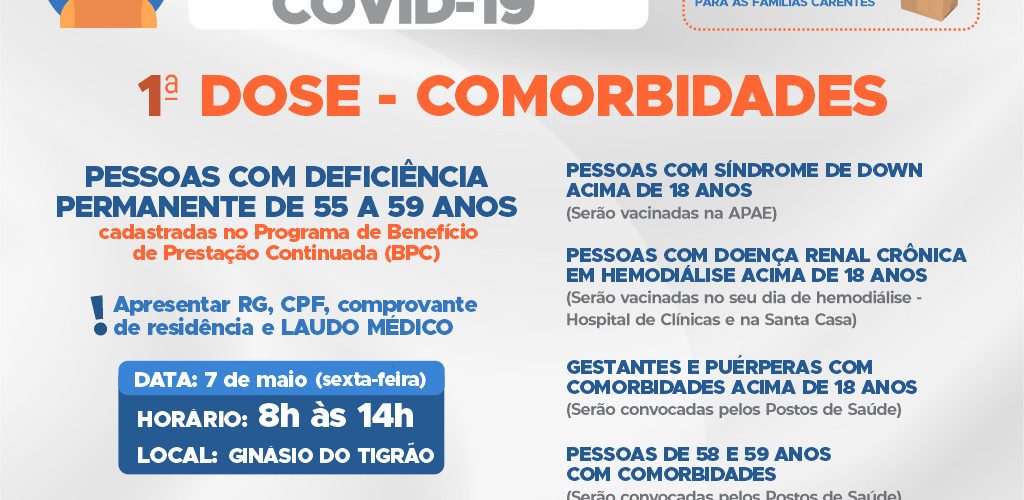 COVID-19
PARA AS FAMÍLIAS CARENTES
1ª DOSE - COMORBIDADES
PESSOAS COM DEFICIÊNCIA
PERMANENTE DE 55 A 59 ANOS
cadastradas no Programa de Benefício
de Prestação Continuada (BPC)
! Apresentar RG, CPF, comprovante
de residência e LAUDO MÉDICO
DATA: 7 de maio (sexta-feira)
HORÁRIO: 8h às 14h
LOCAL: GINÁSIO DO TIGRÃO
PESSOAS COM SÍNDROME DE DOWN
ACIMA DE 18 ANOS
(Serão vacinadas na APAE)
PESSOAS COM DOENÇA RENAL CRÔNICA
EM HEMODIÁLISE ACIMA DE 18 ANOS
(Serão vacinadas no seu dia de hemodiálise -
Hospital de Clínicas e na Santa Casa)
GESTANTES E PUÉRPERAS COM
COMORBIDADES ACIMA DE 18 ANOS
(Serão convocadas pelos Postos de Saúde)
PESSOAS DE 58 E 59 ANOS
COM COMORBIDADES
(Serão convocadas pelos Postos de Saúde)